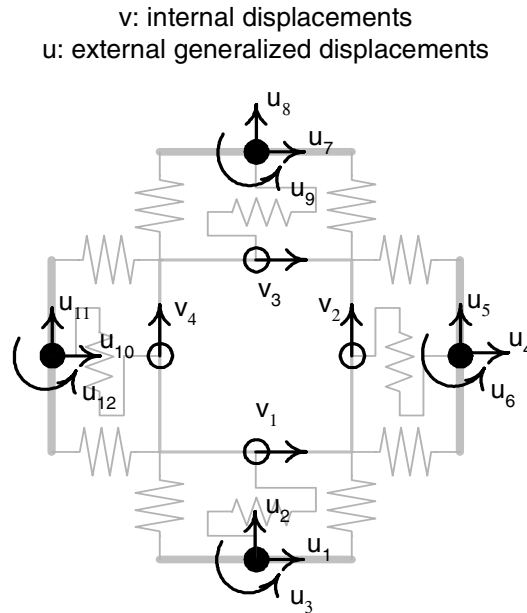 v: internal displacements
u: external generalized displacements
u₈
u₇
u₉
v₃
u₁₁
v₄
v₂
u₅
u₁₀
u₄
u₁₂
u₆
v₁
u₂
u₁
u₃